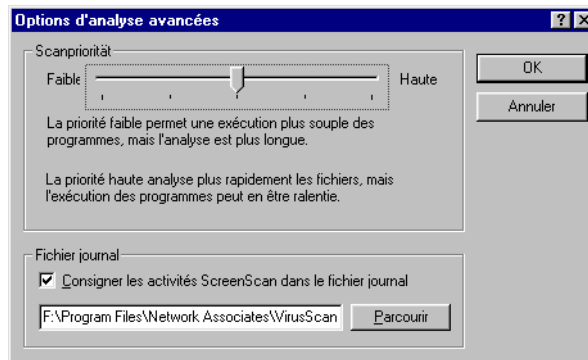 Options d'analyse avancées
Scanpriorität
Faible
Haute
La priorité faible permet une exécution plus souple des
programmes, mais l'analyse est plus longue.
La priorité haute analyse plus rapidement les fichiers, mais
l'exécution des programmes peut en être ralentie.
OK
Annuler
Fichier journal
Consigner les activités ScreenScan dans le fichier journal
F:\Program Files\Network Associates\VirusScan
Parcourir